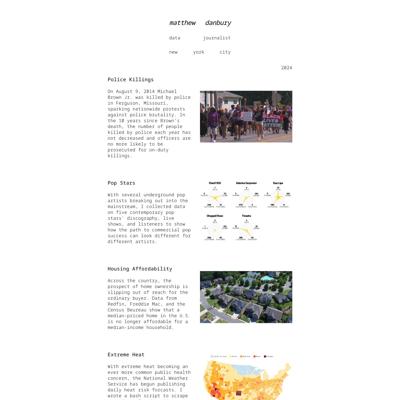 matthew danbury
data journalist
new york city
2024
Police Killings
On August 9, 2014 Michael
Brown Jr. was killed by police
in Ferguson, Missouri,
sparking nationwide protests
against police brutality. In
the 10 years since Brown's
death, the number of people
killed by police each year has
not decreased and officers are
no more likely to be
prosecuted for on-duty
killings.
Pop Stars
With several underground pop
artists breaking out into the
mainstream, I collected data
on five contemporary pop
stars' discography, live
shows, and listeners to show
how the path to commercial pop
success can look different for
different artists.
Housing Affordability
Across the country, the
prospect of home ownership is
slipping out of reach for the
ordinary buyer. Data from
Redfin, Freddie Mac, and the
Census Beureau show that a
median-priced home in the U.S
is no longer affordable for a
median-income household.
Extreme Heat
With extreme heat becoming an
ever more common public health
concern, the National Weather
Service has begun publishing
daily heat risk forcasts. I
wrote a bash script to scrape